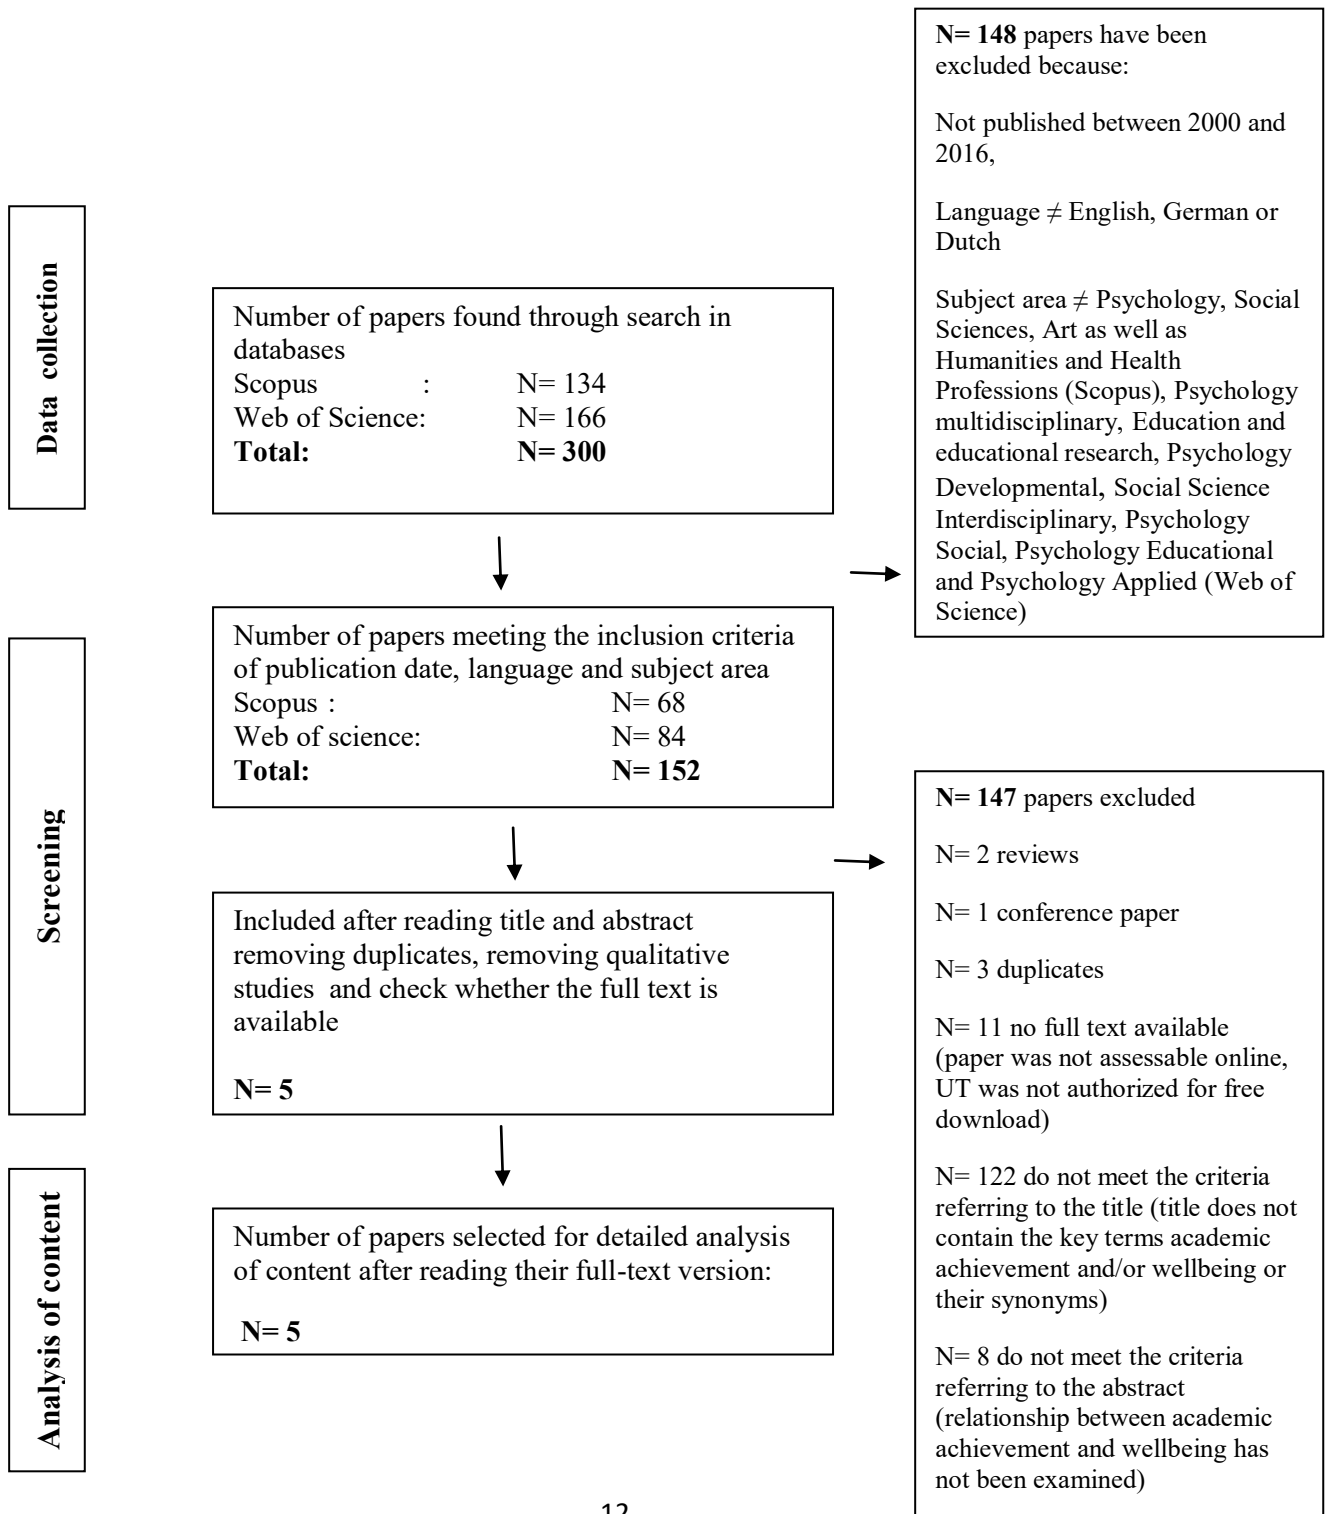 N= 148 papers have been
excluded because:
Not published between 2000 and
2016,
Language ≠ English, German or
Dutch
Subject area ≠ Psychology, Social
Sciences, Art as well as
Humanities and Health
Professions (Scopus), Psychology
multidisciplinary, Education and
educational research, Psychology
Developmental, Social Science
Interdisciplinary, Psychology
Social, Psychology Educational
and Psychology Applied (Web of
Science)
Data collection
Number of papers found through search in
databases
Scopus : N= 134
Web of Science: N= 166
Total: N= 300
Screening
Number of papers meeting the inclusion criteria
of publication date, language and subject area
Scopus : N= 68
Web of science: N= 84
Total: N= 152
N= 147 papers excluded
N= 2 reviews
N= 1 conference paper
N= 3 duplicates
N= 11 no full text available
(paper was not assessable online,
UT was not authorized for free
download)
N= 122 do not meet the criteria
referring to the title (title does not
contain the key terms academic
achievement and/or wellbeing or
their synonyms)
N= 8 do not meet the criteria
referring to the abstract
(relationship between academic
achievement and wellbeing has
not been examined)
Included after reading title and abstract
removing duplicates, removing qualitative
studies and check whether the full text is
available
N= 5
Analysis of content
Number of papers selected for detailed analysis
of content after reading their full-text version:
N= 5
12